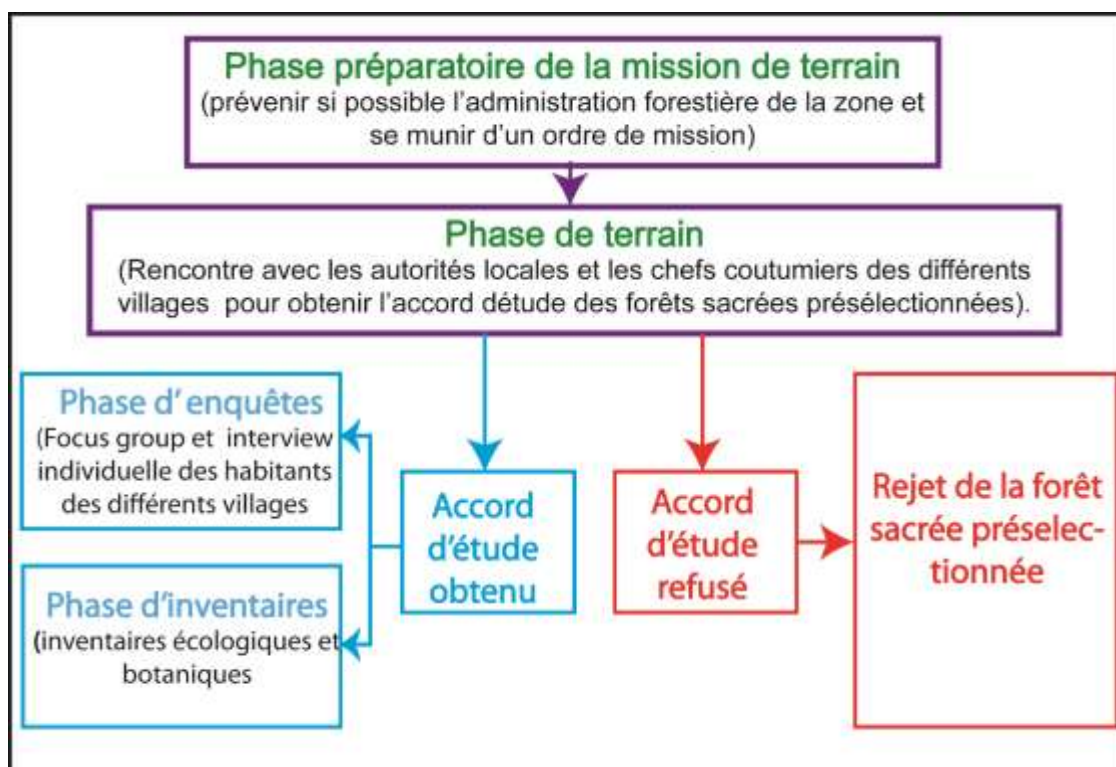 Phase préparatoire de la mission de terrain
(prévenir si possible l'administration forestière de la zone et
se munir d'un ordre de mission)
Phase de terrain
(Rencontre avec les autorités locales et les chefs coutumiers des différents
villages pour obtenir l'accord détude des forêts sacrées présélectionnées).
Phase d'enquêtes
(Focus group et interview
individuelle des habitants
des différents villages
Phase d'inventaires
(inventaires écologiques et
botaniques
Accord
d'étude
obtenu
Accord
d'étude
refusé
Rejet de la forêt
sacrée préselec-
tionnée